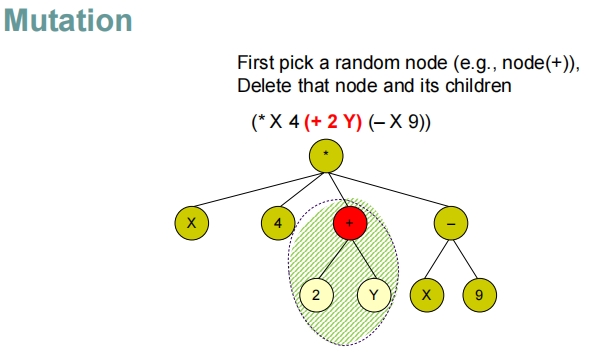 Mutation
First pick a random node (e.g., node(+)),
Delete that node and its children
(* X 4 (+ 2 Y) (– X 9))
*
X 4 + –
2 Y X 9